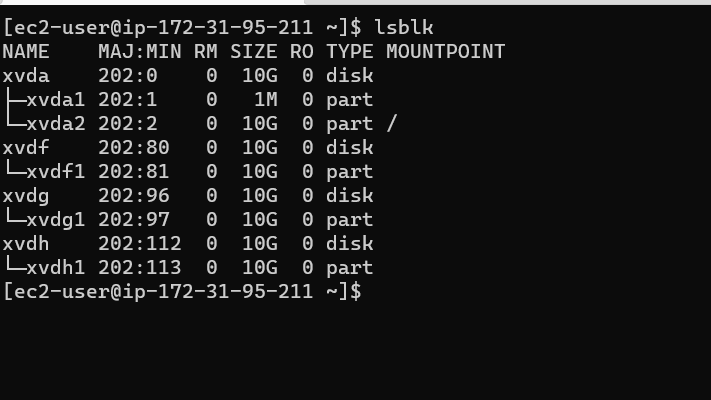 [ec2-user@ip-172-31-95-211 ~]$ lsblk
NAME    MAJ:MIN RM SIZE RO TYPE MOUNTPOINT
xvda    202:0    0  10G  0 disk
├─xvda1 202:1    0   1M  0 part
└─xvda2 202:2    0  10G  0 part /
xvdf    202:80   0  10G  0 disk
└─xvdf1 202:81   0  10G  0 part
xvdg    202:96   0  10G  0 disk
└─xvdg1 202:97   0  10G  0 part
xvdh    202:112  0  10G  0 disk
└─xvdh1 202:113  0  10G  0 part
[ec2-user@ip-172-31-95-211 ~]$